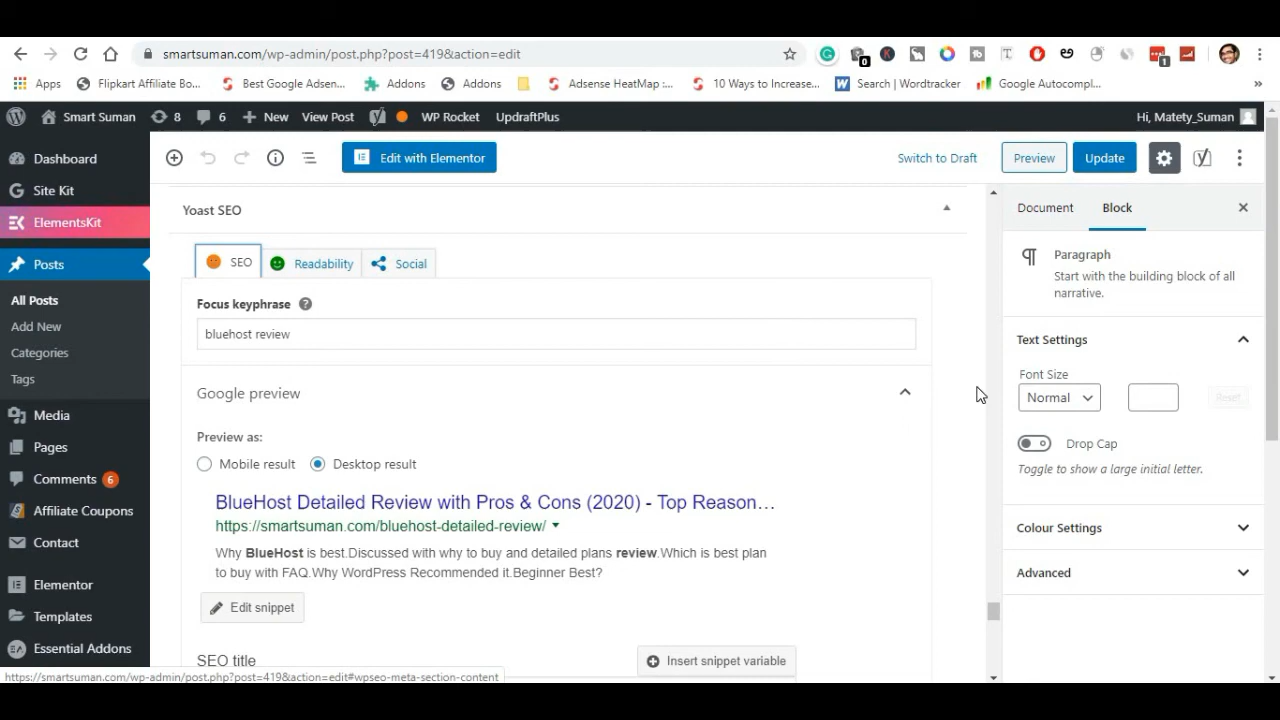 smartsuman.com/wp-admin/post.php?post=419&action=edit
0
1
Apps
Flipkart Affiliate Bo...
Best Google Adsen...
Addons
Addons
Adsense HeatMap :...
10 Ways to Increase...
Search | Wordtracker
Google Autocompl...
»
Smart Suman
8
6
New
View Post
WP Rocket
UpdraftPlus
Hi, Matety_Suman
Dashboard
Site Kit
ElementsKit
Posts
All Posts
Add New
Categories
Tags
Media
Pages
Comments 6
Affiliate Coupons
Contact
Elementor
Templates
Essential Addons
Edit with Elementor
Switch to Draft
Preview
Update
Yoast SEO
SEO
Readability
Social
Focus keyphrase ?
bluehost review
Google preview
Preview as:
Mobile result
Desktop result
BlueHost Detailed Review with Pros & Cons (2020) - Top Reason...
https://smartsuman.com/bluehost-detailed-review/
Why BlueHost is best.Discussed with why to buy and detailed plans review.Which is best plan
to buy with FAQ.Why WordPress Recommended it.Beginner Best?
Edit snippet
SEO title
Insert snippet variable
Document
Block
Paragraph
Start with the building block of all
narrative.
Text Settings
Font Size
Normal
Reset
Drop Cap
Toggle to show a large initial letter.
Colour Settings
Advanced
https://smartsuman.com/wp-admin/post.php?post=419&action=edit#wpseo-meta-section-content